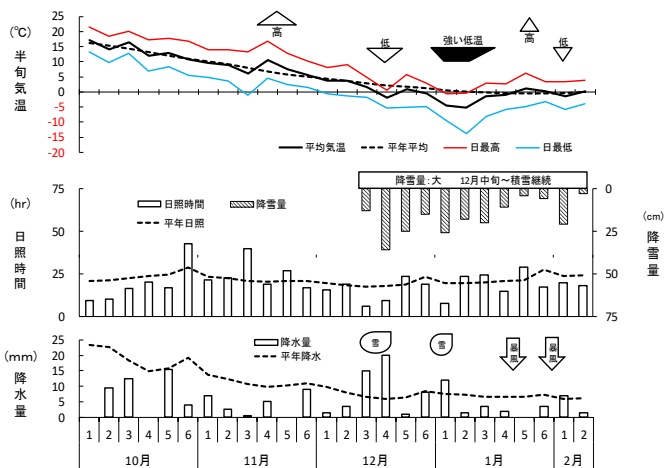 (℃)
半旬気温
25
20
15
10
5
0
-5
-10
-15
-20
高
低
強い低温
高
低
平均気温
平年平均
日最高
日最低
(hr)
日照時間
75
50
25
0
日照時間
降雪量
平年日照
降雪量:大 12月中旬～積雪継続
0
25
50
75
(cm)
降雪量
(mm)
降水量
25
20
15
10
5
0
降水量
平年降水
雪
雪
暴風
暴風
1 2 3 4 5 6 1 2 3 4 5 6 1 2 3 4 5 6 1 2 3 4 5 6 1 2
10月 11月 12月 1月 2月